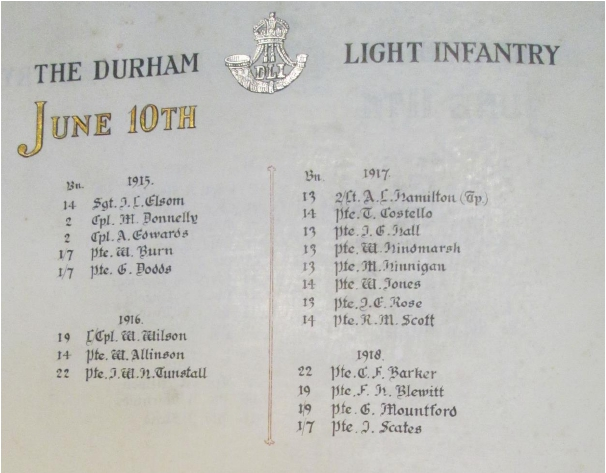 THE DURHAM LIGHT INFANTRY
DLI
JUNE 10TH
Bn. 1915.
14 Sgt. J. L. Elsom
2 Cpl. M. Donnelly
2 Cpl. A. Edwards
1/7 Pte. W. Burn
1/7 Pte. G. Dodds
1916.
19 L/Cpl. W. Wilson
14 Pte. W. Allinson
22 Pte. J. W. H. Tunstall
Bn. 1917.
13 2/Lt. A. L. Hamilton (Tp.)
14 Pte. T. Costello
13 Pte. J. G. Hall
13 Pte. W. Hindmarsh
13 Pte. M. Hinnigan
14 Pte. W. Jones
13 Pte. J. E. Rose
14 Pte. R. M. Scott
1918.
22 Pte. C. F. Barker
19 Pte. F. H. Blewitt
1/9 Pte. G. Mountford
1/7 Pte. J. Scates